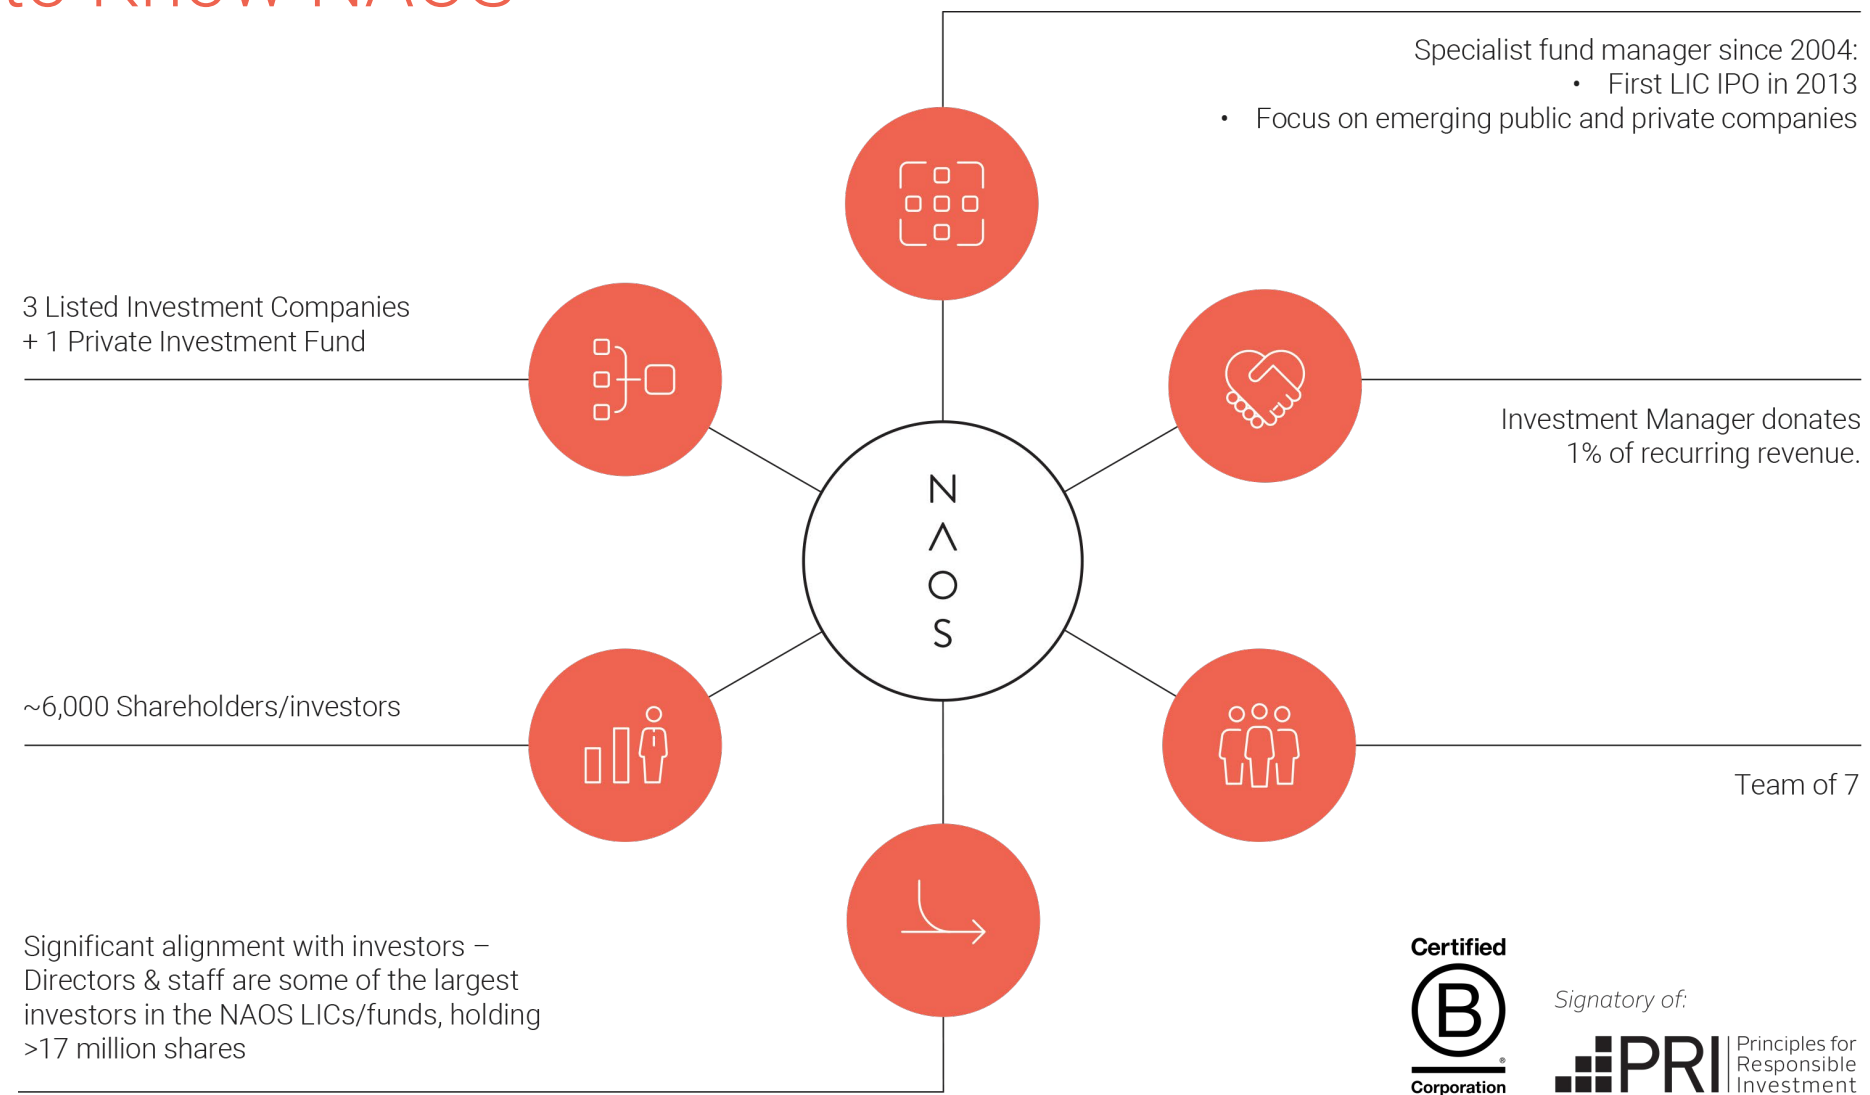 to Know NAOS
Specialist fund manager since 2004:
• First LIC IPO in 2013
• Focus on emerging public and private companies
3 Listed Investment Companies
+ 1 Private Investment Fund
Investment Manager donates
1% of recurring revenue.
N
Λ
O
S
~6,000 Shareholders/investors
Team of 7
Significant alignment with investors –
Directors & staff are some of the largest
investors in the NAOS LICs/funds, holding
>17 million shares
Certified
B
®
Corporation
Signatory of:
PRI
Principles for
Responsible
Investment